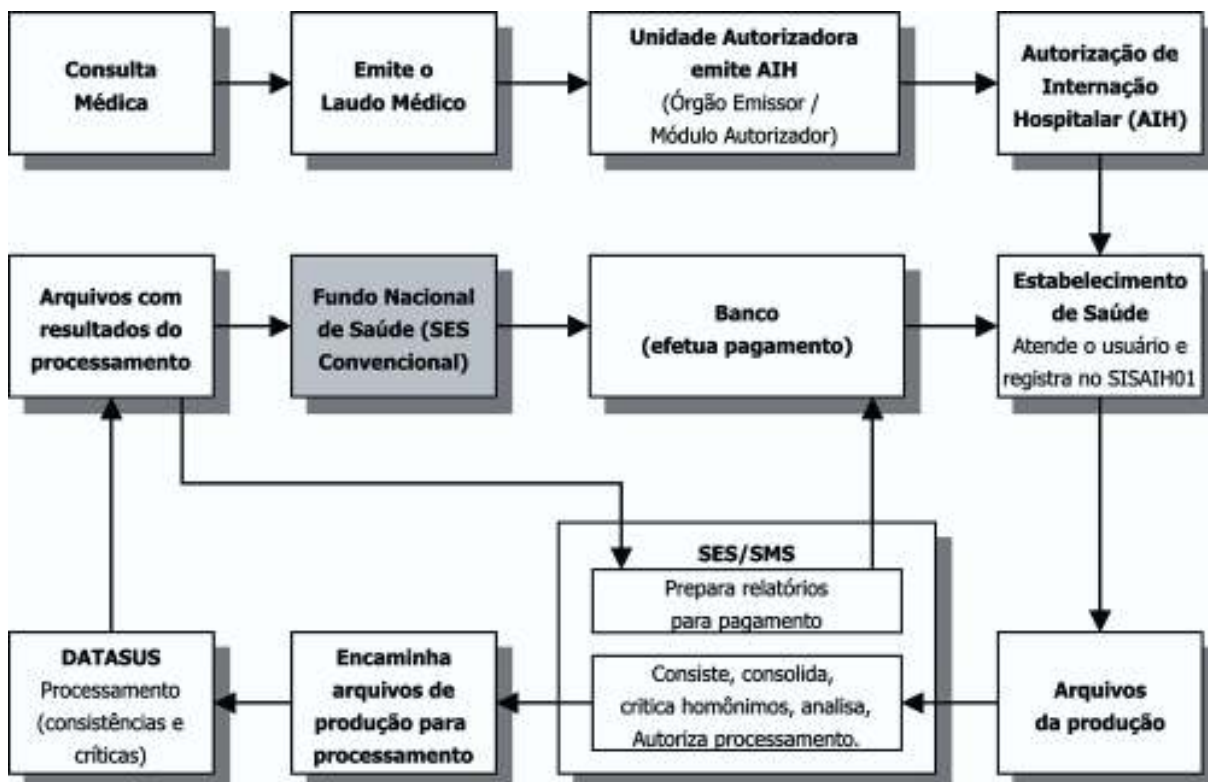 Consulta
Médica
Emite o
Laudo Médico
Unidade Autorizadora
emite AIH
(Órgão Emissor /
Módulo Autorizador)
Autorização de
Internação
Hospitalar (AIH)
Arquivos com
resultados do
processamento
Fundo Nacional
de Saúde (SES
Convencional)
Banco
(efetua pagamento)
Estabelecimento
de Saúde
Atende o usuário e
registra no SISAIH01
SES/SMS
Prepara relatórios
para pagamento
DATASUS
Processamento
(consistências e
críticas)
Encaminha
arquivos de
produção para
processamento
Consiste, consolida,
crítica homônimos, analisa,
Autoriza processamento.
Arquivos
da produção